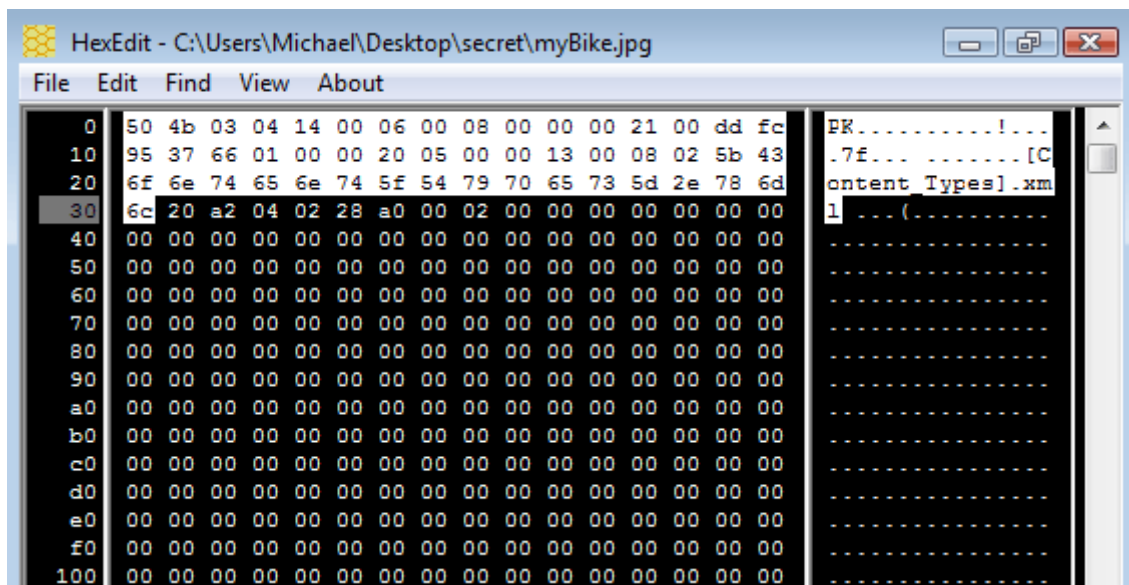 HexEdit - C:\Users\Michael\Desktop\secret\myBike.jpg
File Edit Find View About
0 50 4b 03 04 14 00 06 00 08 00 00 00 21 00 dd fc PK..........!...
10 95 37 66 01 00 00 20 05 00 00 13 00 08 02 5b 43 .7f... .......[C
20 6f 6e 74 65 6e 74 5f 54 79 70 65 73 5d 2e 78 6d ontent_Types].xm
30 6c 20 a2 04 02 28 a0 00 02 00 00 00 00 00 00 00 l ...(..........
40 00 00 00 00 00 00 00 00 00 00 00 00 00 00 00 00 ................
50 00 00 00 00 00 00 00 00 00 00 00 00 00 00 00 00 ................
60 00 00 00 00 00 00 00 00 00 00 00 00 00 00 00 00 ................
70 00 00 00 00 00 00 00 00 00 00 00 00 00 00 00 00 ................
80 00 00 00 00 00 00 00 00 00 00 00 00 00 00 00 00 ................
90 00 00 00 00 00 00 00 00 00 00 00 00 00 00 00 00 ................
a0 00 00 00 00 00 00 00 00 00 00 00 00 00 00 00 00 ................
b0 00 00 00 00 00 00 00 00 00 00 00 00 00 00 00 00 ................
c0 00 00 00 00 00 00 00 00 00 00 00 00 00 00 00 00 ................
d0 00 00 00 00 00 00 00 00 00 00 00 00 00 00 00 00 ................
e0 00 00 00 00 00 00 00 00 00 00 00 00 00 00 00 00 ................
f0 00 00 00 00 00 00 00 00 00 00 00 00 00 00 00 00 ................
100 00 00 00 00 00 00 00 00 00 00 00 00 00 00 00 00 ................